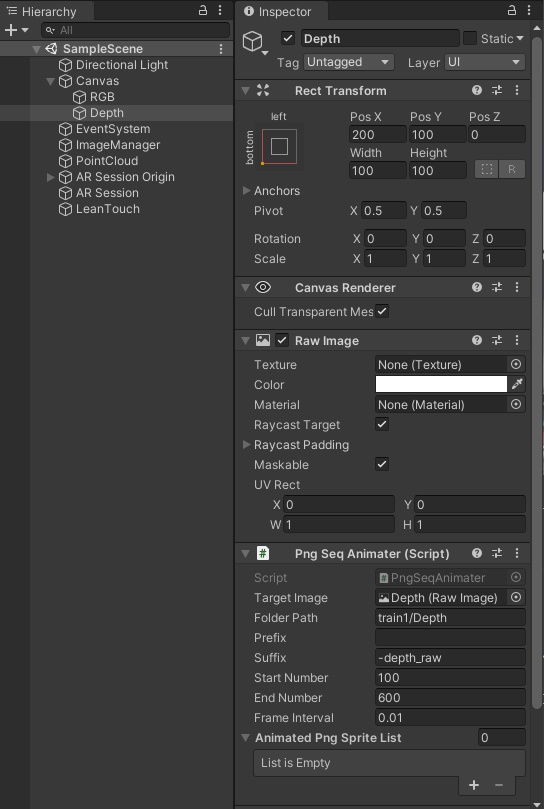 Hierarchy
All
SampleScene
Directional Light
Canvas
RGB
Depth
EventSystem
ImageManager
PointCloud
AR Session Origin
AR Session
LeanTouch
Inspector
Depth
Static
Tag Untagged Layer UI
Rect Transform
left
bottom
Pos X Pos Y Pos Z
200 100 0
Width Height
100 100 R
Anchors
Pivot X 0.5 Y 0.5
Rotation X 0 Y 0 Z 0
Scale X 1 Y 1 Z 1
Canvas Renderer
Cull Transparent Mes
Raw Image
Texture None (Texture)
Color
Material None (Material)
Raycast Target
Raycast Padding
Maskable
UV Rect
X 0 Y 0
W 1 H 1
# Png Seq Animater (Script)
Script # PngSeqAnimater
Target Image Depth (Raw Image)
Folder Path train1/Depth
Prefix
Suffix -depth_raw
Start Number 100
End Number 600
Frame Interval 0.01
Animated Png Sprite List 0
List is Empty
+ −